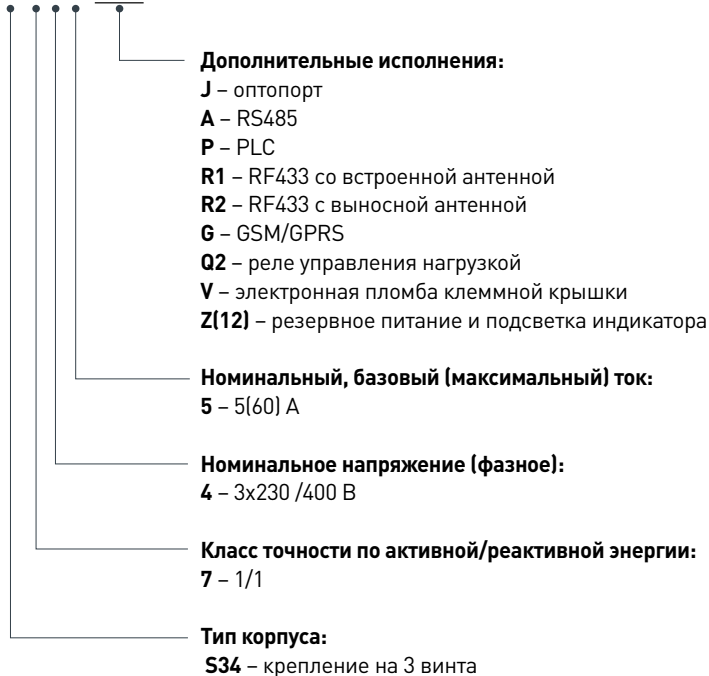 Дополнительные исполнения:
J – оптопорт
A – RS485
P – PLC
R1 – RF433 со встроенной антенной
R2 – RF433 с выносной антенной
G – GSM/GPRS
Q2 – реле управления нагрузкой
V – электронная пломба клеммной крышки
Z(12) – резервное питание и подсветка индикатора
Номинальный, базовый (максимальный) ток:
5 – 5(60) А
Номинальное напряжение (фазное):
4 – 3x230 /400 В
Класс точности по активной/реактивной энергии:
7 – 1/1
Тип корпуса:
S34 – крепление на 3 винта